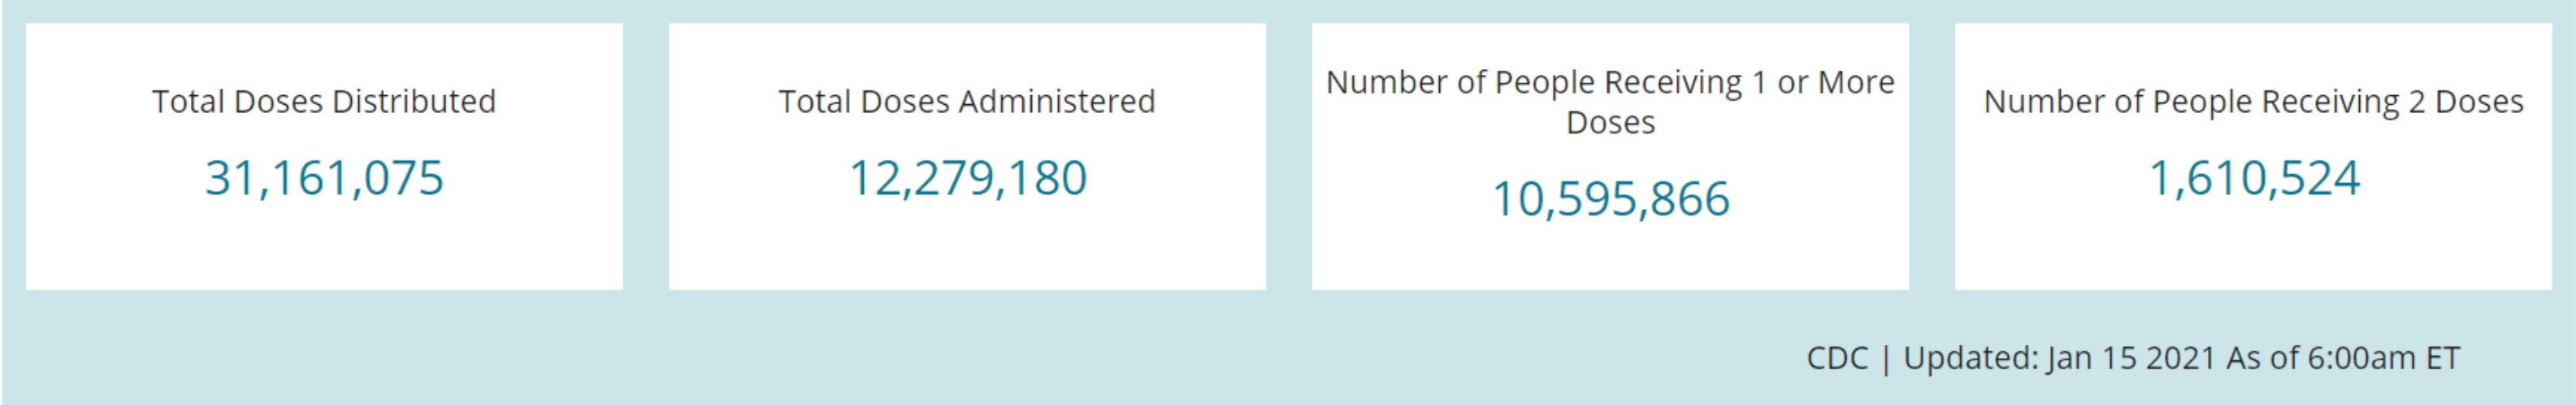 Total Doses Distributed
31,161,075
Total Doses Administered
12,279,180
Number of People Receiving 1 or More
Doses
10,595,866
Number of People Receiving 2 Doses
1,610,524
CDC | Updated: Jan 15 2021 As of 6:00am ET